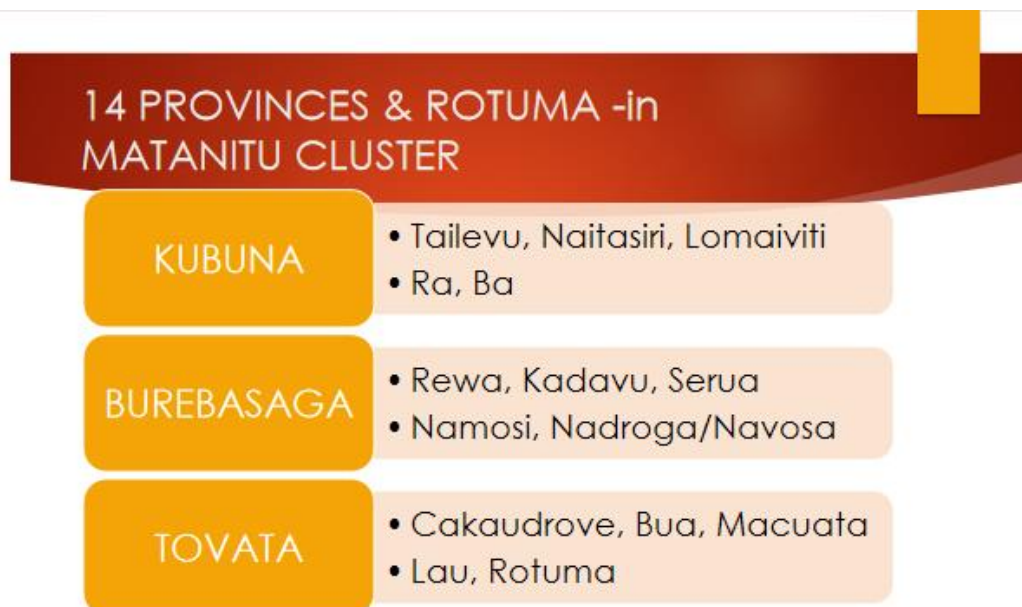 14 PROVINCES & ROTUMA -in
MATANITU CLUSTER
KUBUNA
• Tailevu, Naitasiri, Lomaiviti
• Ra, Ba
BUREBASAGA
• Rewa, Kadavu, Serua
• Namosi, Nadroga/Navosa
TOVATA
• Cakaudrove, Bua, Macuata
• Lau, Rotuma